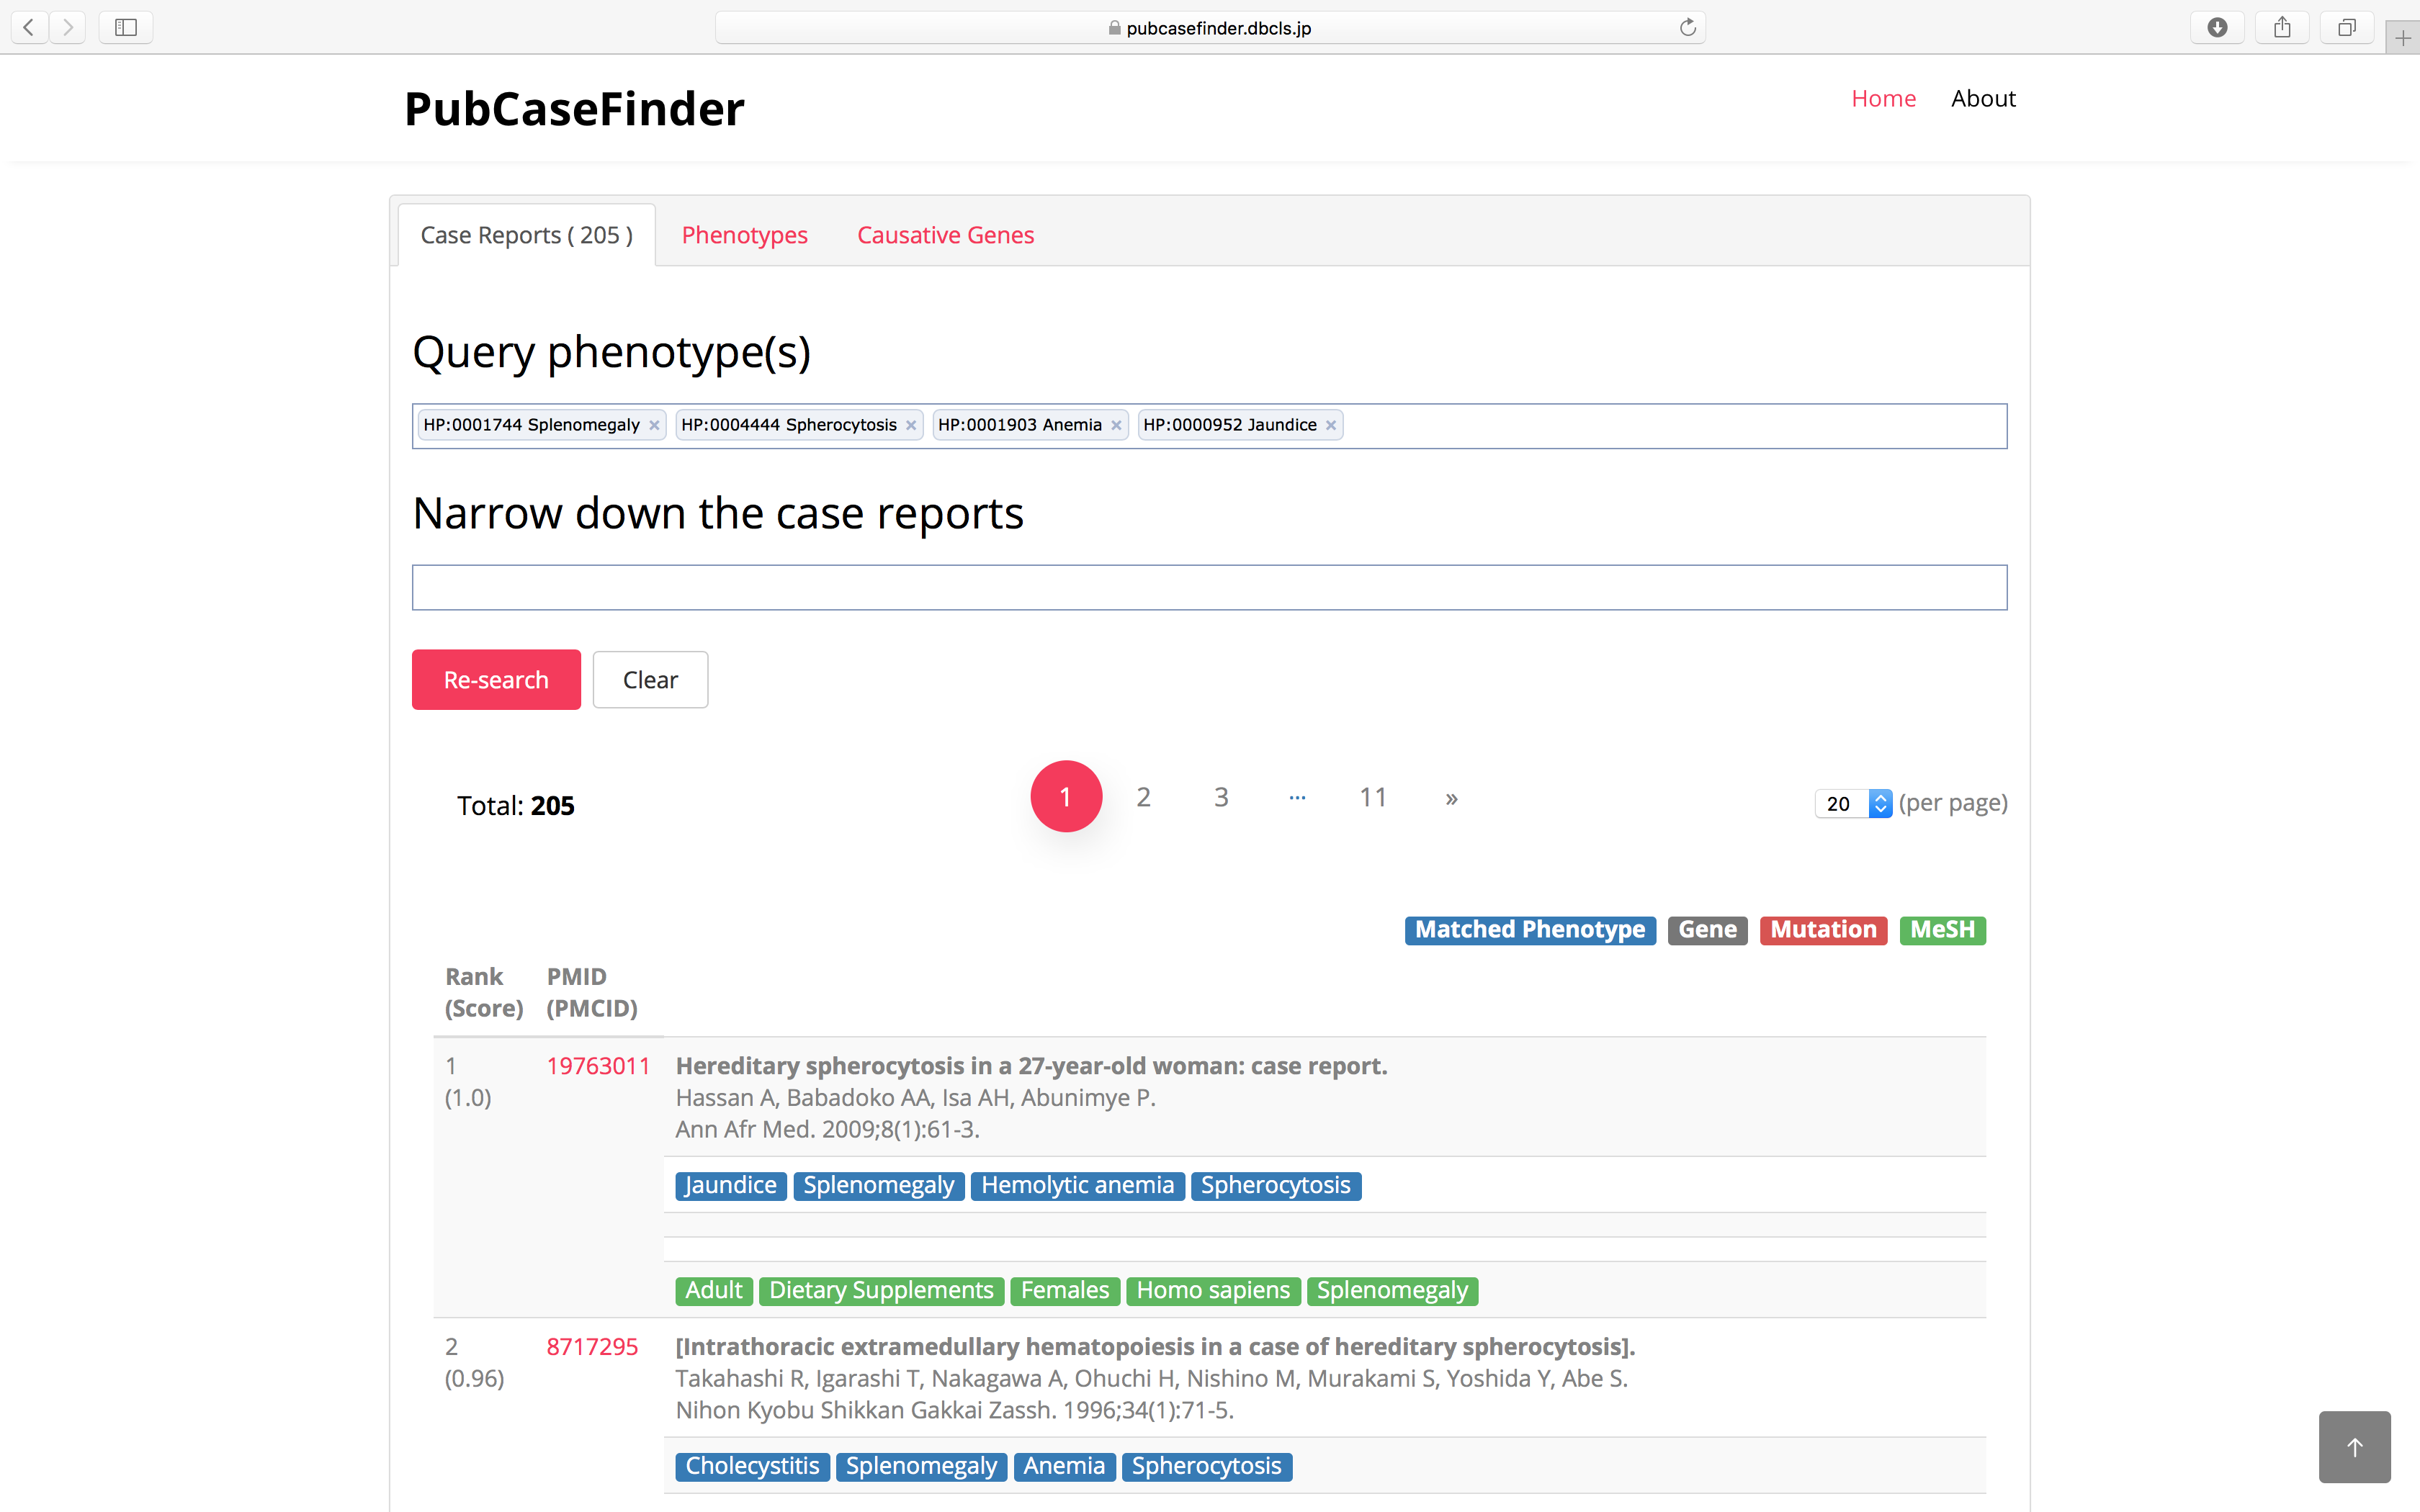 pubcasefinder.dbcls.jp
PubCaseFinder
Home About
Case Reports ( 205 ) Phenotypes Causative Genes
Query phenotype(s)
HP:0001744 Splenomegaly × HP:0004444 Spherocytosis × HP:0001903 Anemia × HP:0000952 Jaundice ×
Narrow down the case reports
Re-search Clear
Total: 205 1 2 3 ... 11 » 20 (per page)
Matched Phenotype Gene Mutation MeSH
Rank PMID
(Score) (PMCID)
1 19763011 Hereditary spherocytosis in a 27-year-old woman: case report.
(1.0) Hassan A, Babadoko AA, Isa AH, Abunimye P.
Ann Afr Med. 2009;8(1):61-3.
Jaundice Splenomegaly Hemolytic anemia Spherocytosis
Adult Dietary Supplements Females Homo sapiens Splenomegaly
2 8717295 [Intrathoracic extramedullary hematopoiesis in a case of hereditary spherocytosis].
(0.96) Takahashi R, Igarashi T, Nakagawa A, Ohuchi H, Nishino M, Murakami S, Yoshida Y, Abe S.
Nihon Kyobu Shikkan Gakkai Zassh. 1996;34(1):71-5.
Cholecystitis Splenomegaly Anemia Spherocytosis